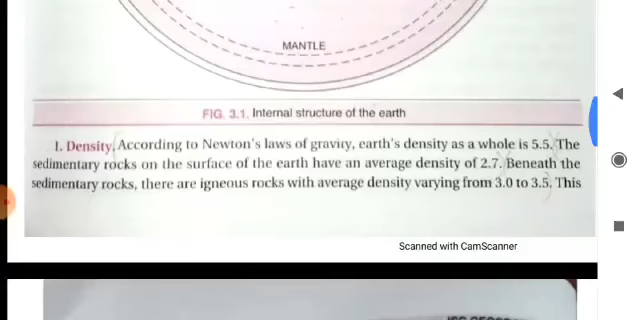 MANTLE
FIG. 3.1. Internal structure of the earth
1. Density. According to Newton's laws of gravity, earth's density as a whole is 5.5. The
sedimentary rocks on the surface of the earth have an average density of 2.7. Beneath the
sedimentary rocks, there are igneous rocks with average density varying from 3.0 to 3.5. This
Scanned with CamScanner